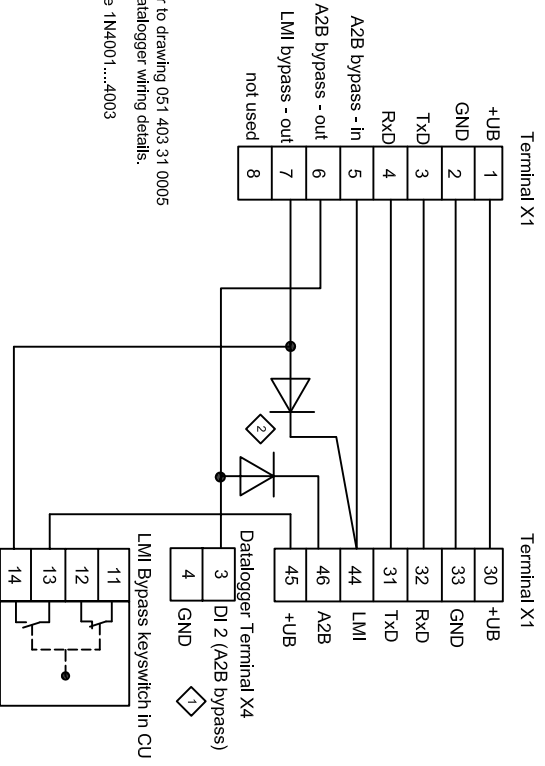 Terminal X1
+UB 1
GND 2
TxD 3
RxD 4
A2B bypass - in 5
A2B bypass - out 6
LMI bypass - out 7
not used 8
Terminal X1
30 +UB
33 GND
32 RxD
31 TxD
44 LMI
46 A2B
45 +UB
2
Datalogger Terminal X4
3 DI 2 (A2B bypass)
4 GND
1
LMI Bypass keyswitch in CU
11
12
13
14
r to drawing 051 403 31 0005
atalogger wiring details.
e 1N4001....4003